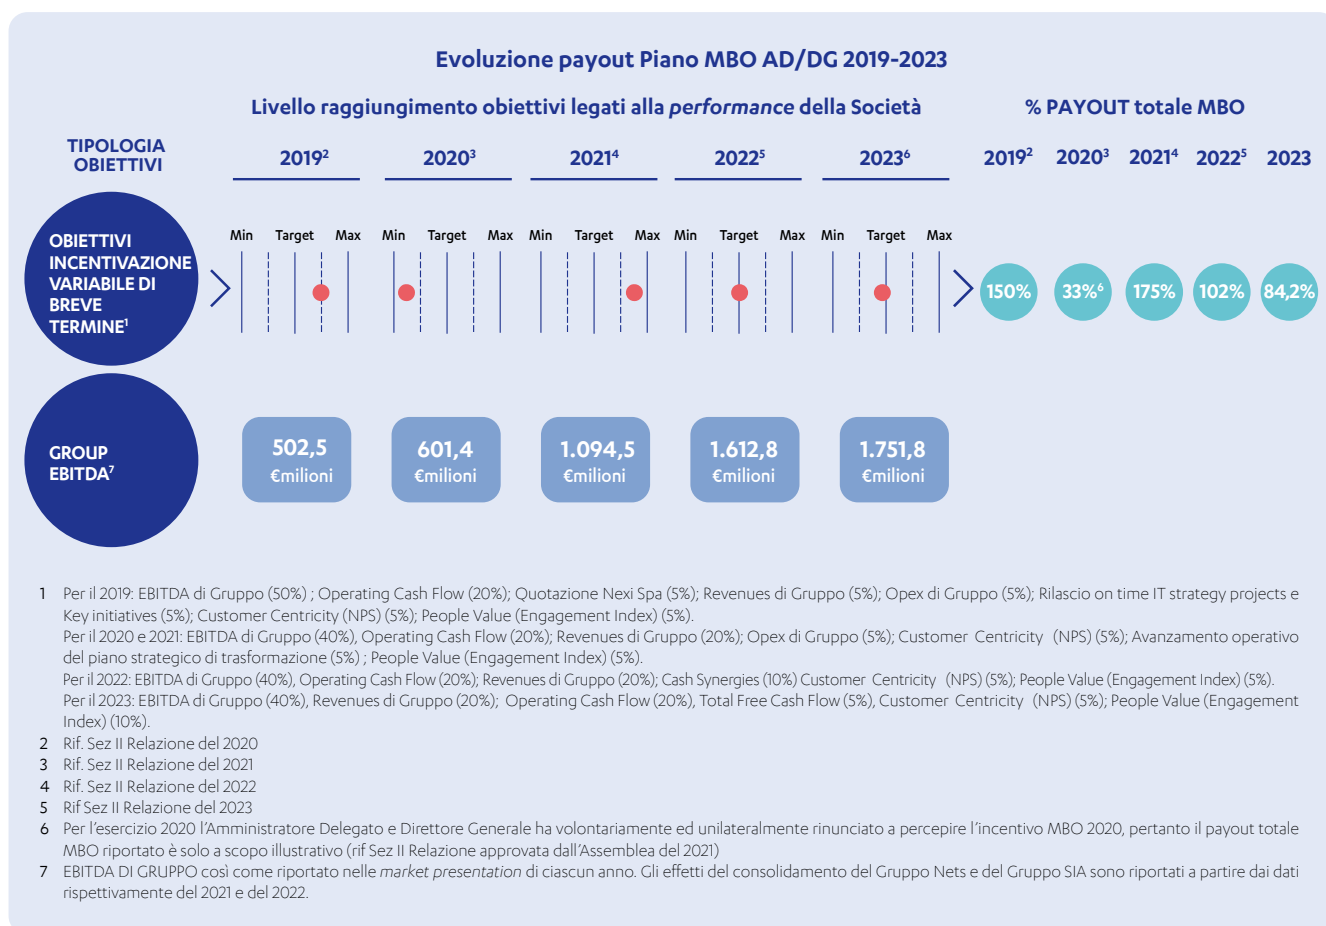 Evoluzione payout Piano MBO AD/DG 2019-2023
Livello raggiungimento obiettivi legati alla performance della Società
% PAYOUT totale MBO
TIPOLOGIA
OBIETTIVI
2019²
2020³
2021⁴
2022⁵
2023⁶
2019²
2020³
2021⁴
2022⁵
2023
OBIETTIVI
INCENTIVAZIONE
VARIABILE DI
BREVE
TERMINE¹
Min Target Max
Min Target Max
Min Target Max
Min Target Max
Min Target Max
150%
33%⁶
175%
102%
84,2%
GROUP
EBITDA⁷
502,5
€milioni
601,4
€milioni
1.094,5
€milioni
1.612,8
€milioni
1.751,8
€milioni
1 Per il 2019: EBITDA di Gruppo (50%) ; Operating Cash Flow (20%); Quotazione Nexi Spa (5%); Revenues di Gruppo (5%); Opex di Gruppo (5%); Rilascio on time IT strategy projects e
Key initiatives (5%); Customer Centricity (NPS) (5%); People Value (Engagement Index) (5%).
Per il 2020 e 2021: EBITDA di Gruppo (40%), Operating Cash Flow (20%); Revenues di Gruppo (20%); Opex di Gruppo (5%); Customer Centricity (NPS) (5%); Avanzamento operativo
del piano strategico di trasformazione (5%) ; People Value (Engagement Index) (5%).
Per il 2022: EBITDA di Gruppo (40%), Operating Cash Flow (20%); Revenues di Gruppo (20%); Cash Synergies (10%) Customer Centricity (NPS) (5%); People Value (Engagement Index) (5%).
Per il 2023: EBITDA di Gruppo (40%), Revenues di Gruppo (20%); Operating Cash Flow (20%), Total Free Cash Flow (5%), Customer Centricity (NPS) (5%); People Value (Engagement
Index) (10%).
2 Rif. Sez II Relazione del 2020
3 Rif. Sez II Relazione del 2021
4 Rif. Sez II Relazione del 2022
5 Rif Sez II Relazione del 2023
6 Per l'esercizio 2020 l'Amministratore Delegato e Direttore Generale ha volontariamente ed unilateralmente rinunciato a percepire l'incentivo MBO 2020, pertanto il payout totale
MBO riportato è solo a scopo illustrativo (rif Sez II Relazione approvata dall'Assemblea del 2021)
7 EBITDA DI GRUPPO così come riportato nelle market presentation di ciascun anno. Gli effetti del consolidamento del Gruppo Nets e del Gruppo SIA sono riportati a partire dai dati
rispettivamente del 2021 e del 2022.